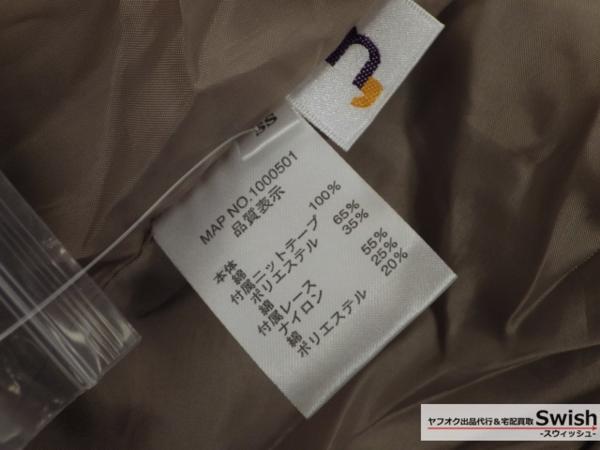 n,
SS
MAP NO.1000501
品質表示
本体
綿 100%
付属ニットテープ
ポリエステル 65%
綿 35%
付属レース
ナイロン 55%
綿 25%
ポリエステル 20%
ヤフオク出品代行&宅配買取 Swish
-スウィッシュ-